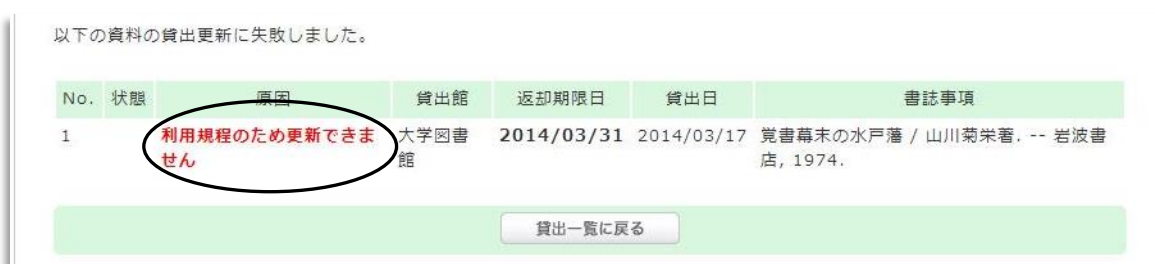 以下の資料の貸出更新に失敗しました。
No. 状態 原因 貸出館 返却期限日 貸出日 書誌事項
1 利用規程のため更新できま 大学図書 2014/03/31 2014/03/17 覚書幕末の水戸藩 / 山川菊栄著. -- 岩波書
せん 館 店, 1974.
貸出一覧に戻る